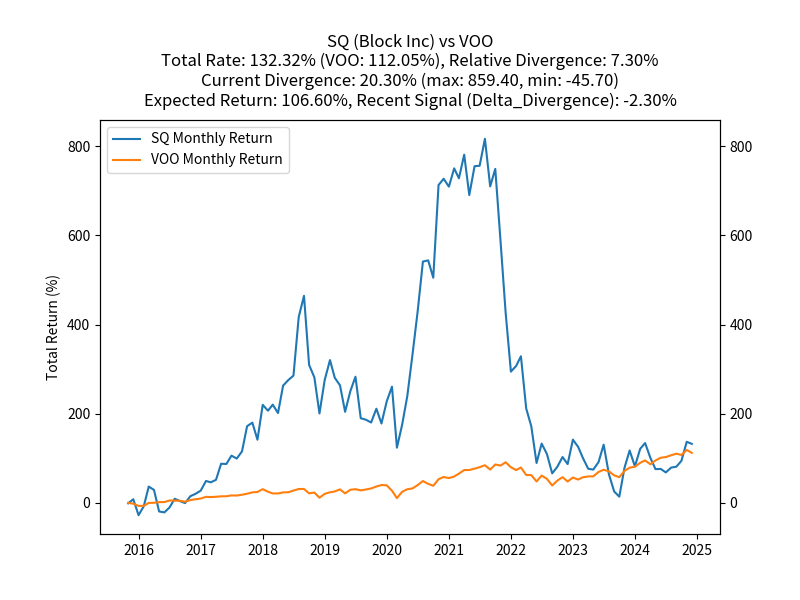 SQ (Block Inc) vs VOO
Total Rate: 132.32% (VOO: 112.05%), Relative Divergence: 7.30%
Current Divergence: 20.30% (max: 859.40, min: -45.70)
Expected Return: 106.60%, Recent Signal (Delta_Divergence): -2.30%
SQ Monthly Return
VOO Monthly Return
Total Return (%)
800
600
400
200
0
800
600
400
200
0
2016 2017 2018 2019 2020 2021 2022 2023 2024 2025